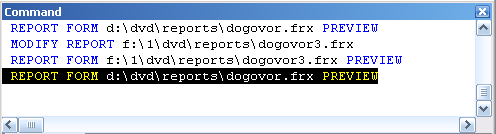 Command
REPORT FORM d:\dvd\reports\dogovor.frx PREVIEW
MODIFY REPORT f:\1\dvd\reports\dogovor3.frx
REPORT FORM f:\1\dvd\reports\dogovor3.frx PREVIEW
REPORT FORM d:\dvd\reports\dogovor.frx PREVIEW